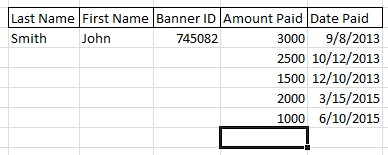 Last Name First Name Banner ID Amount Paid Date Paid
Smith John 745082 3000 9/8/2013
2500 10/12/2013
1500 12/10/2013
2000 3/15/2015
1000 6/10/2015